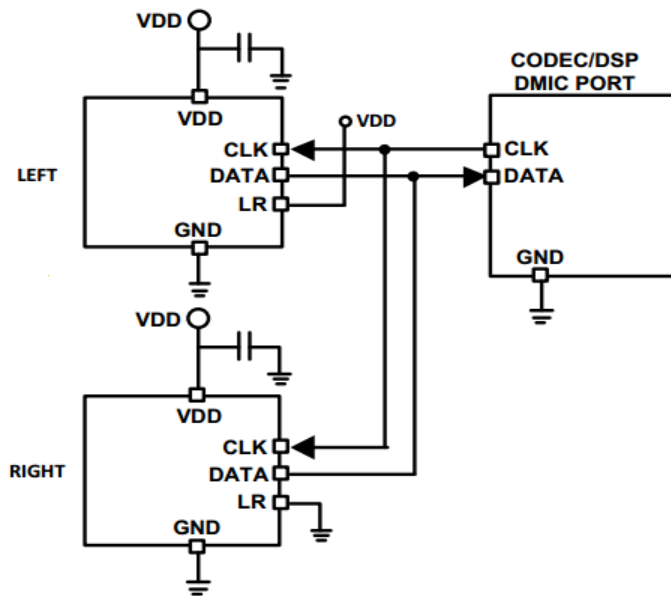 VDD
CODEC/DSP
DMIC PORT
VDD
VDD
CLK
CLK
LEFT
DATA
DATA
LR
GND
GND
VDD
VDD
CLK
RIGHT
DATA
LR
GND